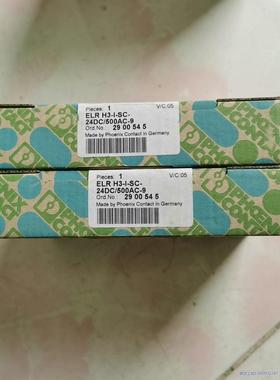 Pieces: 1 V/C:05
ELR H3-I-SC-
24DC/500AC-9
Ord.No.: 29 00 54 5
Made by Phoenix Contact in Germany
Pieces: 1 V/C:05
ELR H3-I-SC-
24DC/500AC-9
Ord.No.: 29 00 54 5
Made by Phoenix Contact in Germany